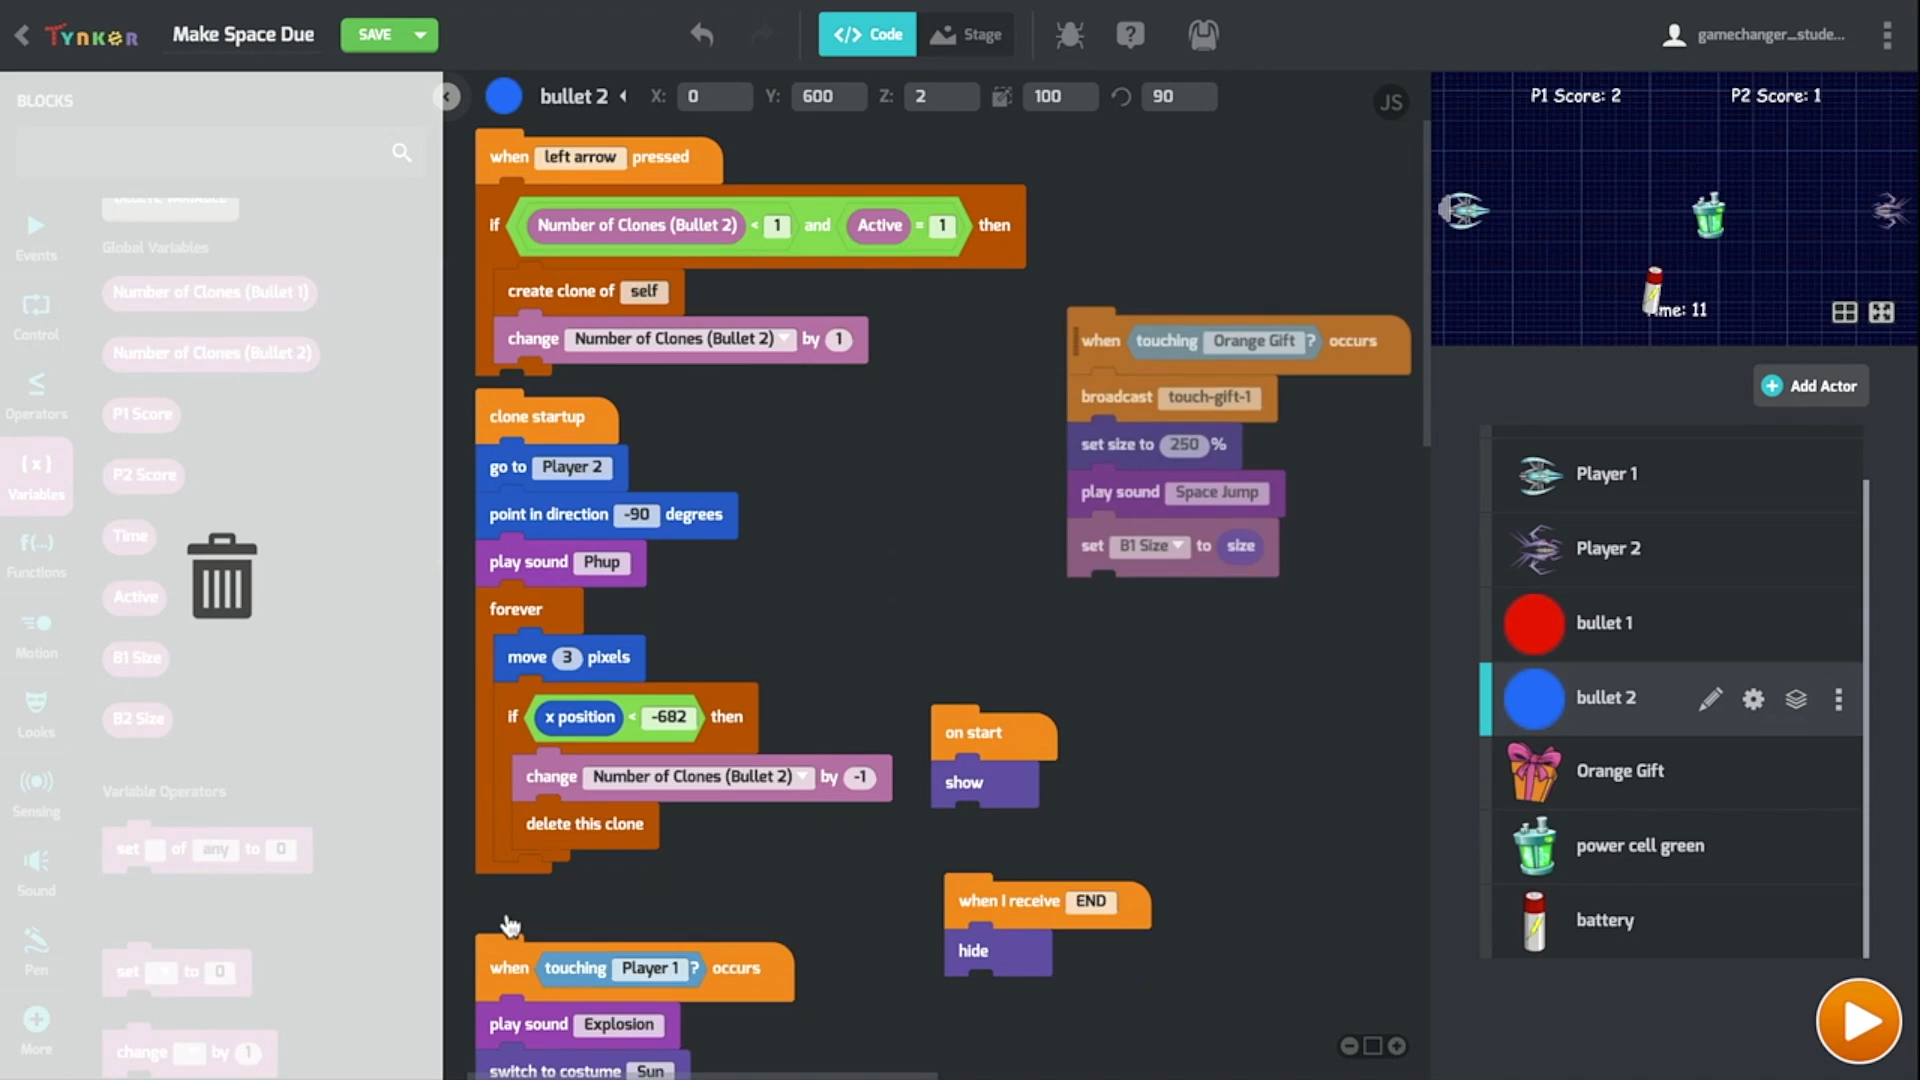 TYNKER
Make Space Due
SAVE
</> Code
Stage
gamechanger_stude...
BLOCKS
bullet 2
X: 0
Y: 600
Z: 2
100
90
JS
P1 Score: 2
P2 Score: 1
DELETE VARIABLE
Events
Control
Operators
{x}
Variables
f(...)
Functions
Motion
Looks
Sensing
Sound
Pen
More
Global Variables
Number of Clones (Bullet 1)
Number of Clones (Bullet 2)
P1 Score
P2 Score
Time
Active
B1 Size
B2 Size
Variable Operators
set of any to 0
set to 0
change by 1
when left arrow pressed
if Number of Clones (Bullet 2) < 1 and Active = 1 then
create clone of self
change Number of Clones (Bullet 2) by 1
clone startup
go to Player 2
point in direction -90 degrees
play sound Phup
forever
move 3 pixels
if x position < -682 then
change Number of Clones (Bullet 2) by -1
delete this clone
when touching Player 1 ? occurs
play sound Explosion
switch to costume Sun
when touching Orange Gift ? occurs
broadcast touch-gift-1
set size to 250 %
play sound Space Jump
set B1 Size to size
on start
show
when I receive END
hide
me: 11
Add Actor
Player 1
Player 2
bullet 1
bullet 2
Orange Gift
power cell green
battery